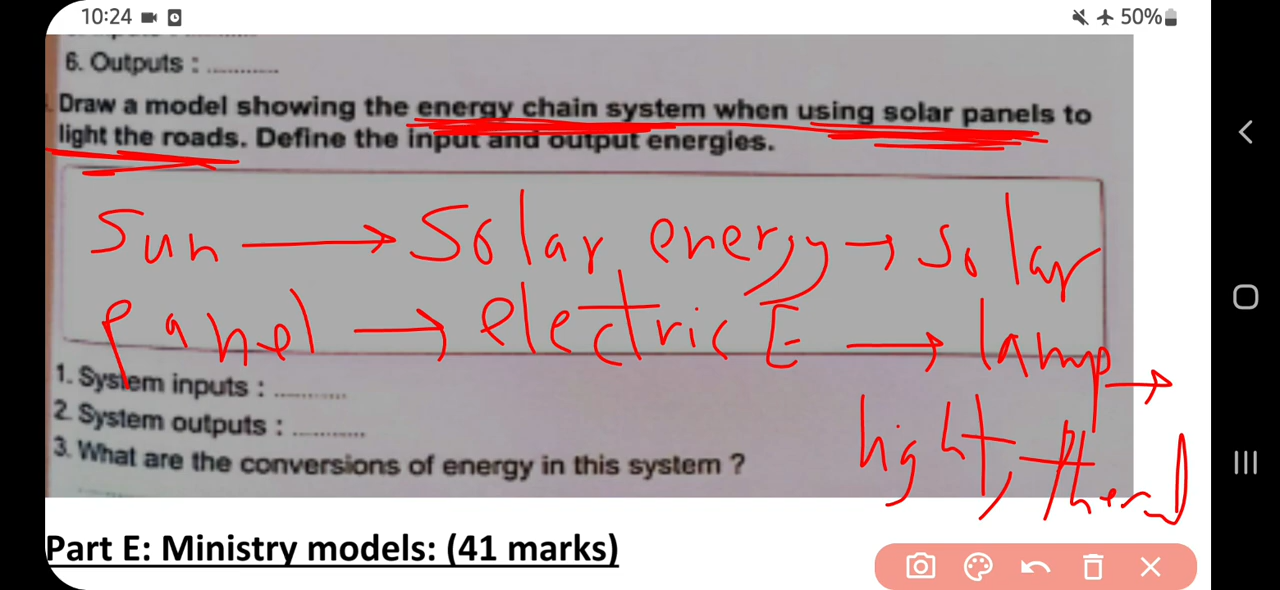 10:24 50%
6. Outputs : ...........
Draw a model showing the energy chain system when using solar panels to
light the roads. Define the input and output energies.
Sun → Solar energy → Solar
panel → electric E → lamp →
light, thermal
1. System inputs : ...........
2. System outputs : ...........
3. What are the conversions of energy in this system ?
Part E: Ministry models: (41 marks)